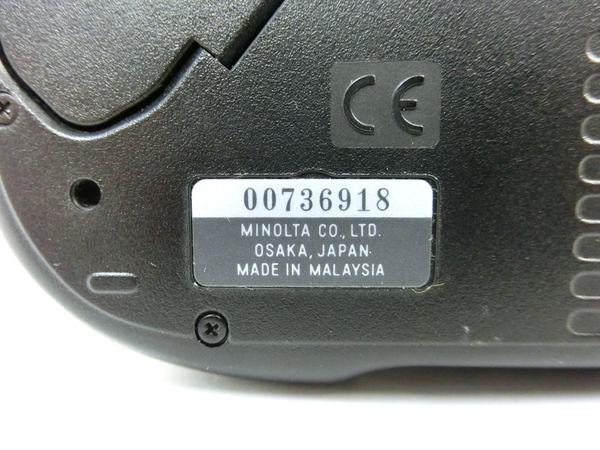 CE
00736918
MINOLTA CO., LTD.
OSAKA, JAPAN
MADE IN MALAYSIA